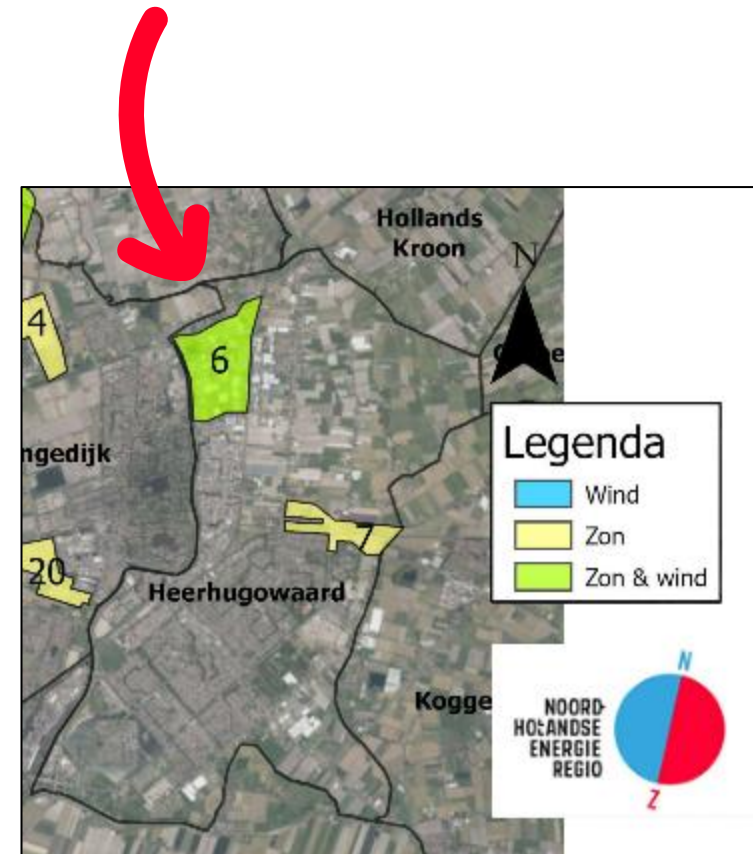 Hollands
Kroon
N
4
6
ngedijk
Legenda
Wind
Zon
Zon & wind
7
20
Heerhugowaard
Kogge
N
NOORD-
HOLLANDSE
ENERGIE
REGIO
Z